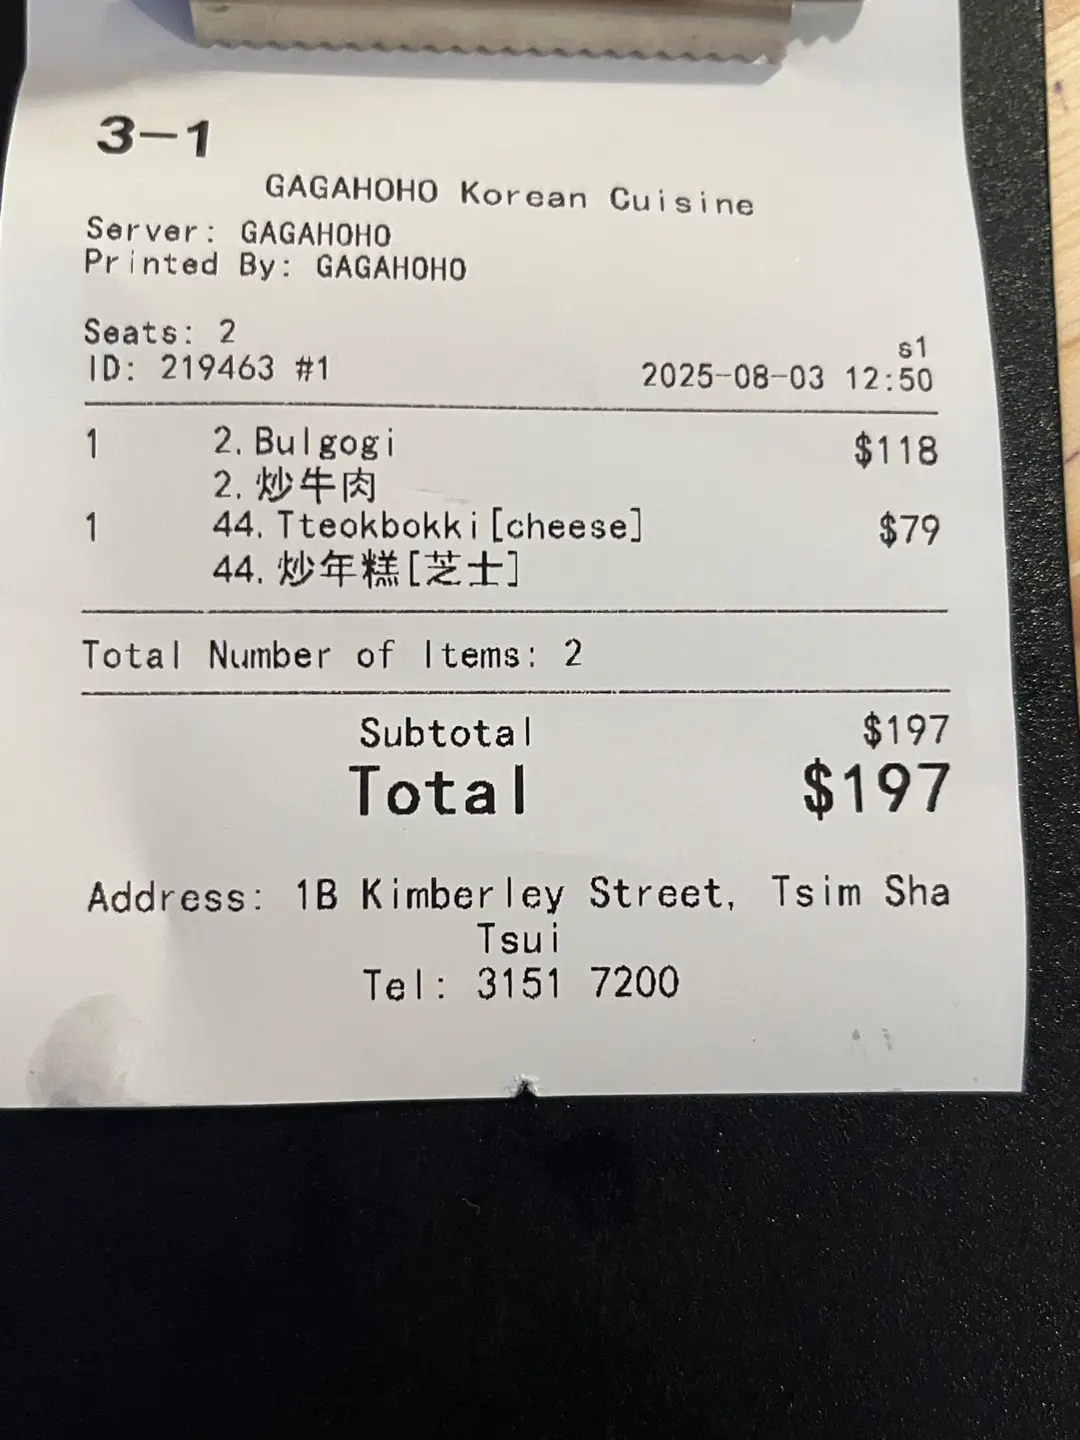 3-1
GAGAHOHO Korean Cuisine
Server: GAGAHOHO
Printed By: GAGAHOHO
Seats: 2
s1
ID: 219463 #1 2025-08-03 12:50
1 2. Bulgogi $118
2. 炒牛肉
1 44. Tteokbokki[cheese] $79
44. 炒年糕[芝士]
Total Number of Items: 2
Subtotal $197
Total $197
Address: 1B Kimberley Street, Tsim Sha
Tsui
Tel: 3151 7200